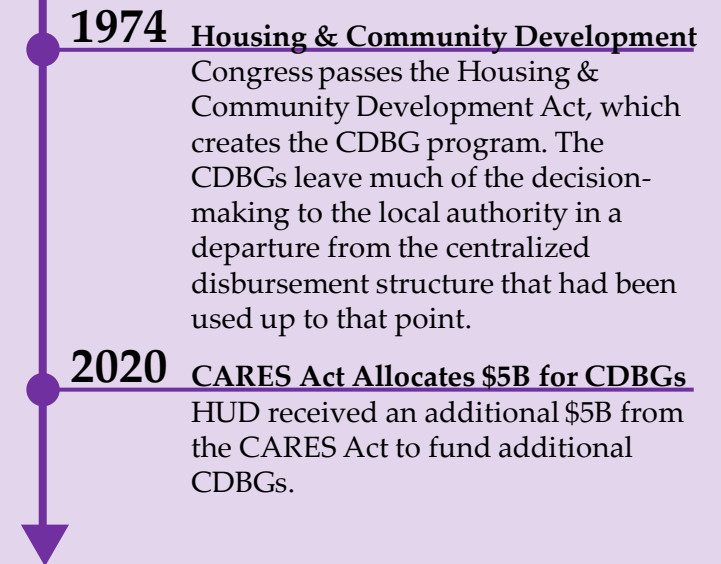 1974 Housing & Community Development
Congress passes the Housing &
Community Development Act, which
creates the CDBG program. The
CDBGs leave much of the decision-
making to the local authority in a
departure from the centralized
disbursement structure that had been
used up to that point.
2020 CARES Act Allocates $5B for CDBGs
HUD received an additional $5B from
the CARES Act to fund additional
CDBGs.